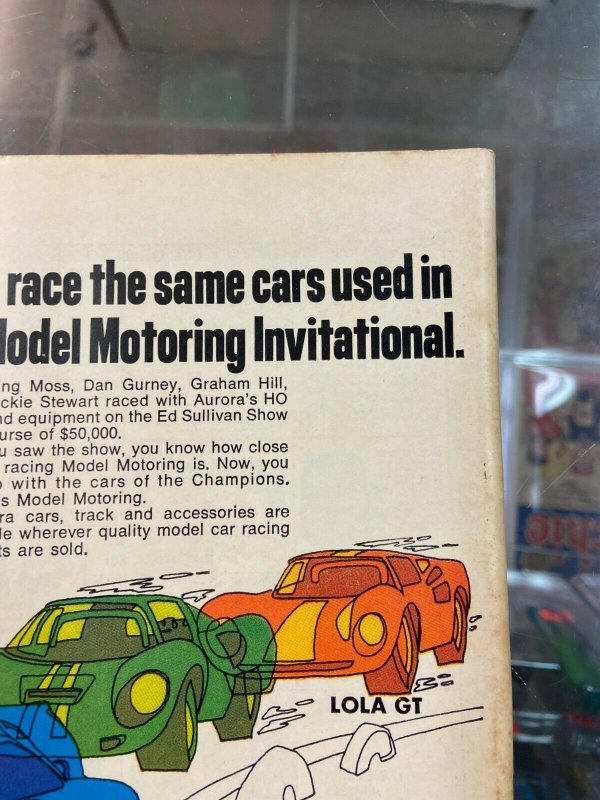 race the same cars used in
Model Motoring Invitational.
ng Moss, Dan Gurney, Graham Hill,
ckie Stewart raced with Aurora's HO
nd equipment on the Ed Sullivan Show
urse of $50,000.
u saw the show, you know how close
racing Model Motoring is. Now, you
with the cars of the Champions.
s Model Motoring.
ra cars, track and accessories are
le wherever quality model car racing
ts are sold.
LOLA GT